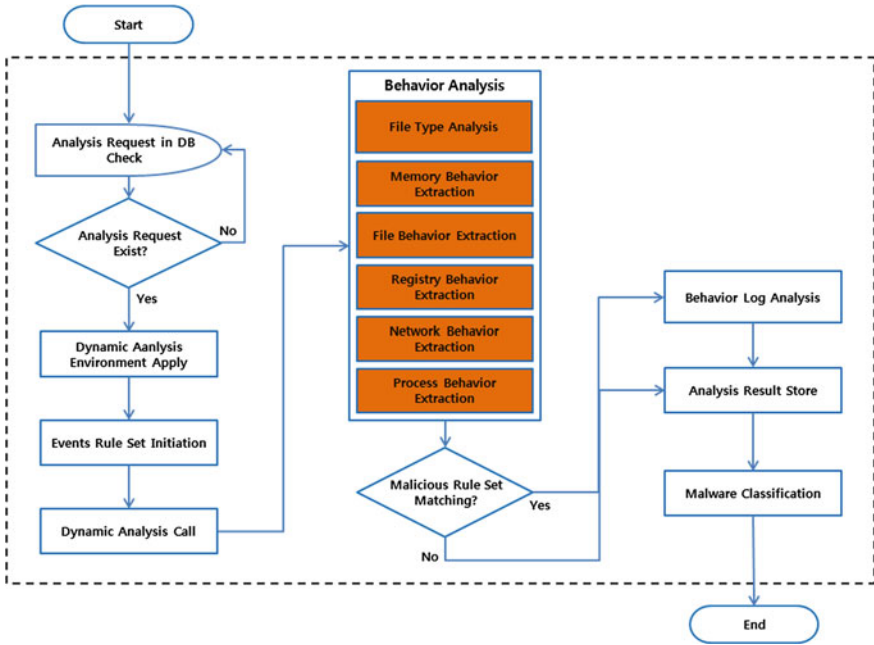 Start
Analysis Request in DB
Check
Analysis Request
Exist?
No
Yes
Dynamic Aanlysis
Environment Apply
Events Rule Set Initiation
Dynamic Analysis Call
Behavior Analysis
File Type Analysis
Memory Behavior
Extraction
File Behavior Extraction
Registry Behavior
Extraction
Network Behavior
Extraction
Process Behavior
Extraction
Malicious Rule Set
Matching?
Yes
No
Behavior Log Analysis
Analysis Result Store
Malware Classification
End